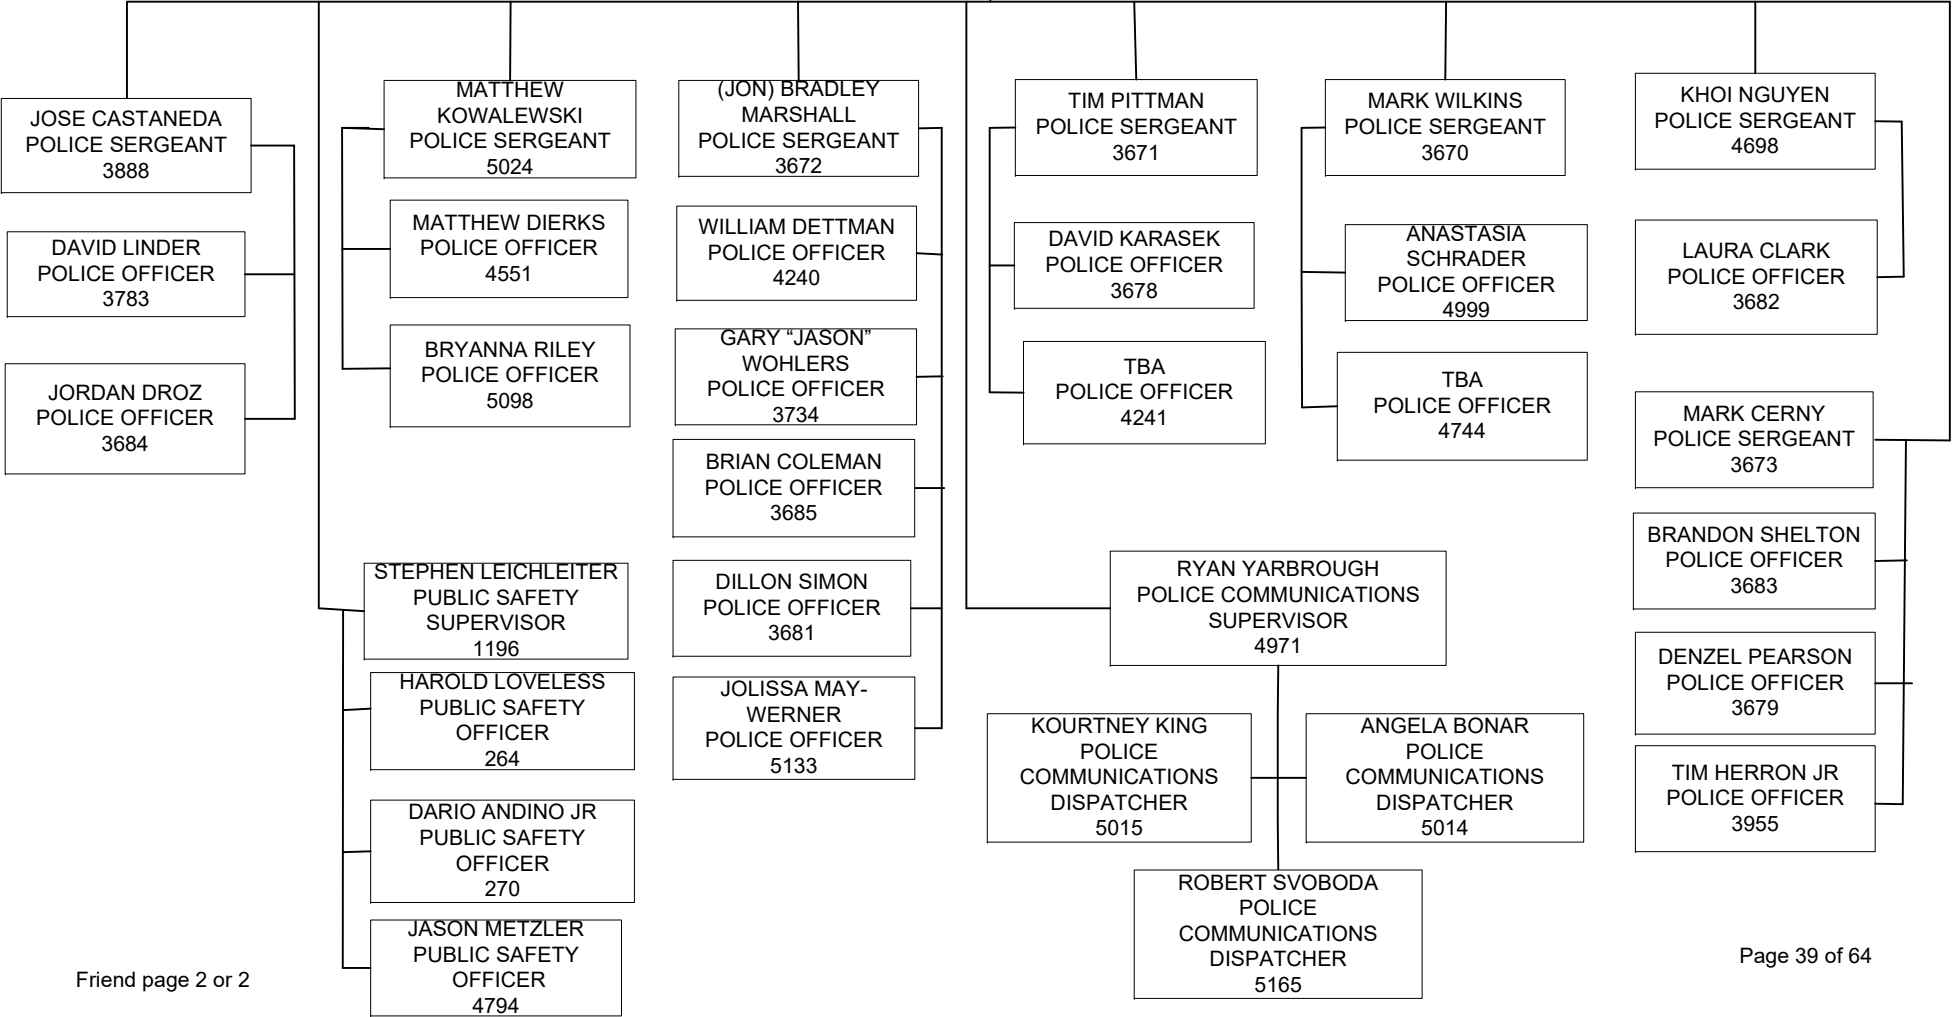 JOSE CASTANEDA
POLICE SERGEANT
3888
DAVID LINDER
POLICE OFFICER
3783
JORDAN DROZ
POLICE OFFICER
3684
MATTHEW
KOWALEWSKI
POLICE SERGEANT
5024
MATTHEW DIERKS
POLICE OFFICER
4551
BRYANNA RILEY
POLICE OFFICER
5098
STEPHEN LEICHLEITER
PUBLIC SAFETY
SUPERVISOR
1196
HAROLD LOVELESS
PUBLIC SAFETY
OFFICER
264
DARIO ANDINO JR
PUBLIC SAFETY
OFFICER
270
JASON METZLER
PUBLIC SAFETY
OFFICER
4794
(JON) BRADLEY
MARSHALL
POLICE SERGEANT
3672
WILLIAM DETTMAN
POLICE OFFICER
4240
GARY “JASON”
WOHLERS
POLICE OFFICER
3734
BRIAN COLEMAN
POLICE OFFICER
3685
DILLON SIMON
POLICE OFFICER
3681
JOLISSA MAY-
WERNER
POLICE OFFICER
5133
TIM PITTMAN
POLICE SERGEANT
3671
DAVID KARASEK
POLICE OFFICER
3678
TBA
POLICE OFFICER
4241
MARK WILKINS
POLICE SERGEANT
3670
ANASTASIA
SCHRADER
POLICE OFFICER
4999
TBA
POLICE OFFICER
4744
RYAN YARBROUGH
POLICE COMMUNICATIONS
SUPERVISOR
4971
KOURTNEY KING
POLICE
COMMUNICATIONS
DISPATCHER
5015
ANGELA BONAR
POLICE
COMMUNICATIONS
DISPATCHER
5014
ROBERT SVOBODA
POLICE
COMMUNICATIONS
DISPATCHER
5165
KHOI NGUYEN
POLICE SERGEANT
4698
LAURA CLARK
POLICE OFFICER
3682
MARK CERNY
POLICE SERGEANT
3673
BRANDON SHELTON
POLICE OFFICER
3683
DENZEL PEARSON
POLICE OFFICER
3679
TIM HERRON JR
POLICE OFFICER
3955
Friend page 2 or 2
Page 39 of 64